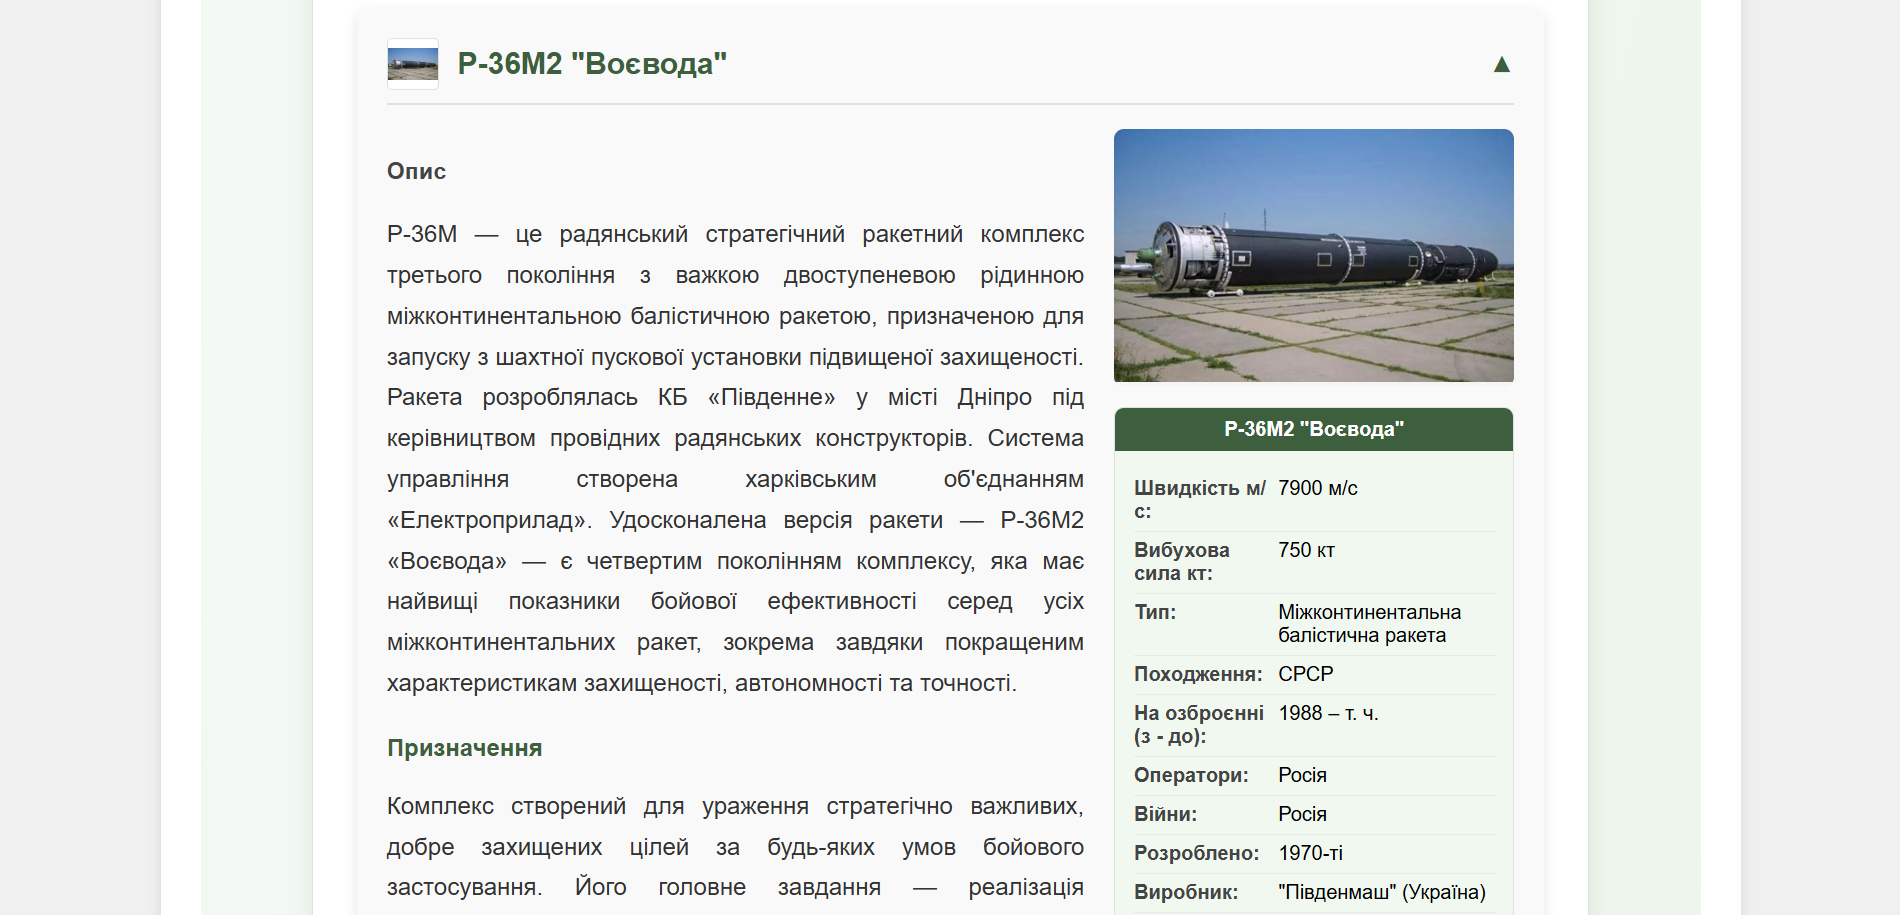 Р-36М2 "Воєвода"
▲
Опис
Р-36М — це радянський стратегічний ракетний комплекс
третього покоління з важкою двоступеневою рідинною
міжконтинентальною балістичною ракетою, призначеною для
запуску з шахтної пускової установки підвищеної захищеності.
Ракета розроблялась КБ «Південне» у місті Дніпро під
керівництвом провідних радянських конструкторів. Система
управління створена харківським об'єднанням
«Електроприлад». Удосконалена версія ракети — Р-36М2
«Воєвода» — є четвертим поколінням комплексу, яка має
найвищі показники бойової ефективності серед усіх
міжконтинентальних ракет, зокрема завдяки покращеним
характеристикам захищеності, автономності та точності.
Призначення
Комплекс створений для ураження стратегічно важливих,
добре захищених цілей за будь-яких умов бойового
застосування. Його головне завдання — реалізація
Р-36М2 "Воєвода"
Швидкість м/ 7900 м/с
с:
Вибухова 750 кт
сила кт:
Тип: Міжконтинентальна
балістична ракета
Походження: СРСР
На озброєнні 1988 – т. ч.
(з - до):
Оператори: Росія
Війни: Росія
Розроблено: 1970-ті
Виробник: "Південмаш" (Україна)